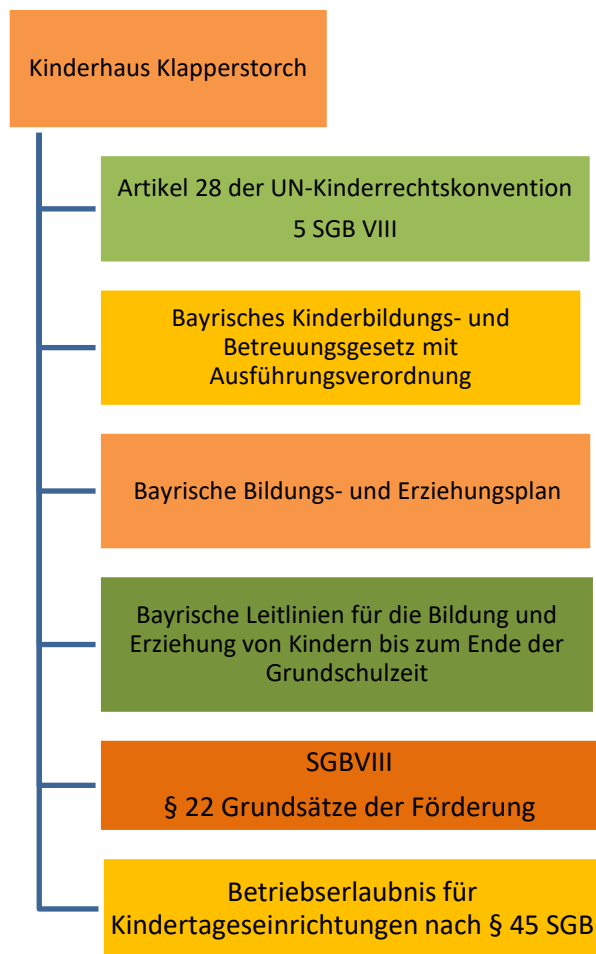 Kinderhaus Klapperstorch
Artikel 28 der UN-Kinderrechtskonvention
5 SGB VIII
Bayrisches Kinderbildungs- und
Betreuungsgesetz mit
Ausführungsverordnung
Bayrische Bildungs- und Erziehungsplan
Bayrische Leitlinien für die Bildung und
Erziehung von Kindern bis zum Ende der
Grundschulzeit
SGBVIII
§ 22 Grundsätze der Förderung
Betriebserlaubnis für
Kindertageseinrichtungen nach § 45 SGB